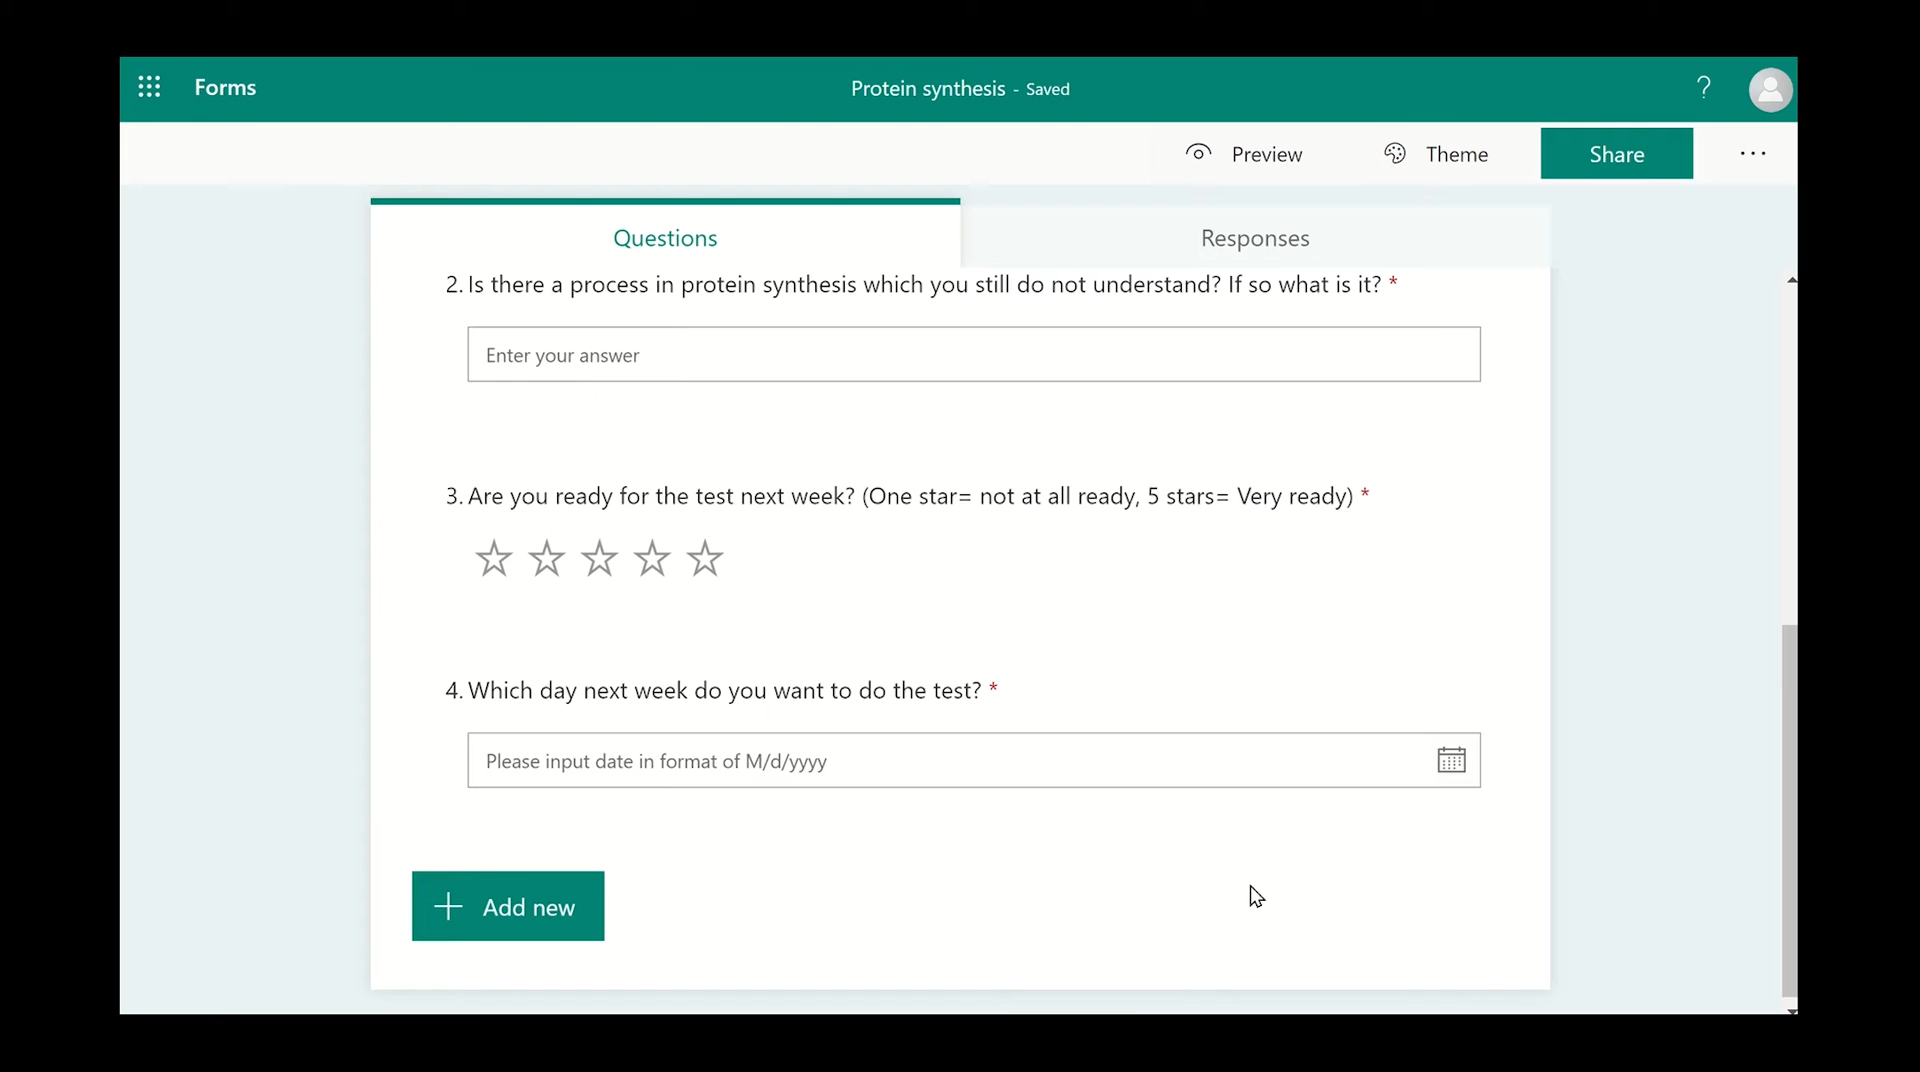 Forms
Protein synthesis - Saved
?
Preview
Theme
Share
...
Questions
Responses
2. Is there a process in protein synthesis which you still do not understand? If so what is it? *
Enter your answer
3. Are you ready for the test next week? (One star= not at all ready, 5 stars= Very ready) *
4. Which day next week do you want to do the test? *
Please input date in format of M/d/yyyy
Add new